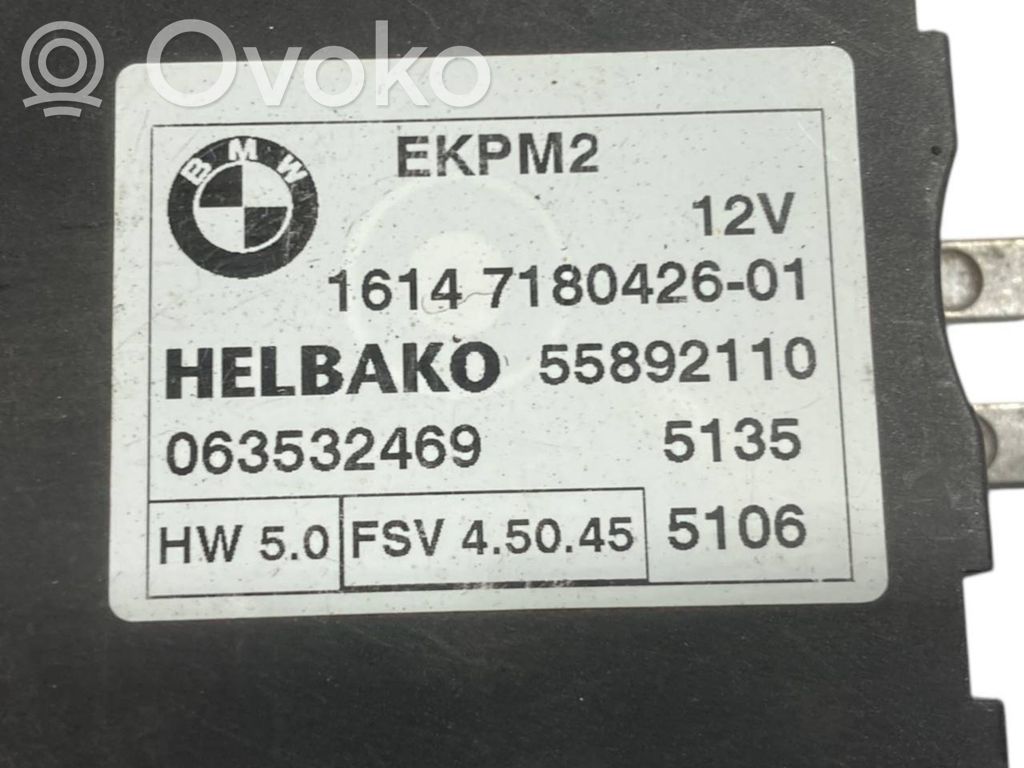 Ovoko
BMW
EKPM2
12V
1614 7180426-01
HELBAKO 55892110
063532469 5135
HW 5.0 FSV 4.50.45 5106